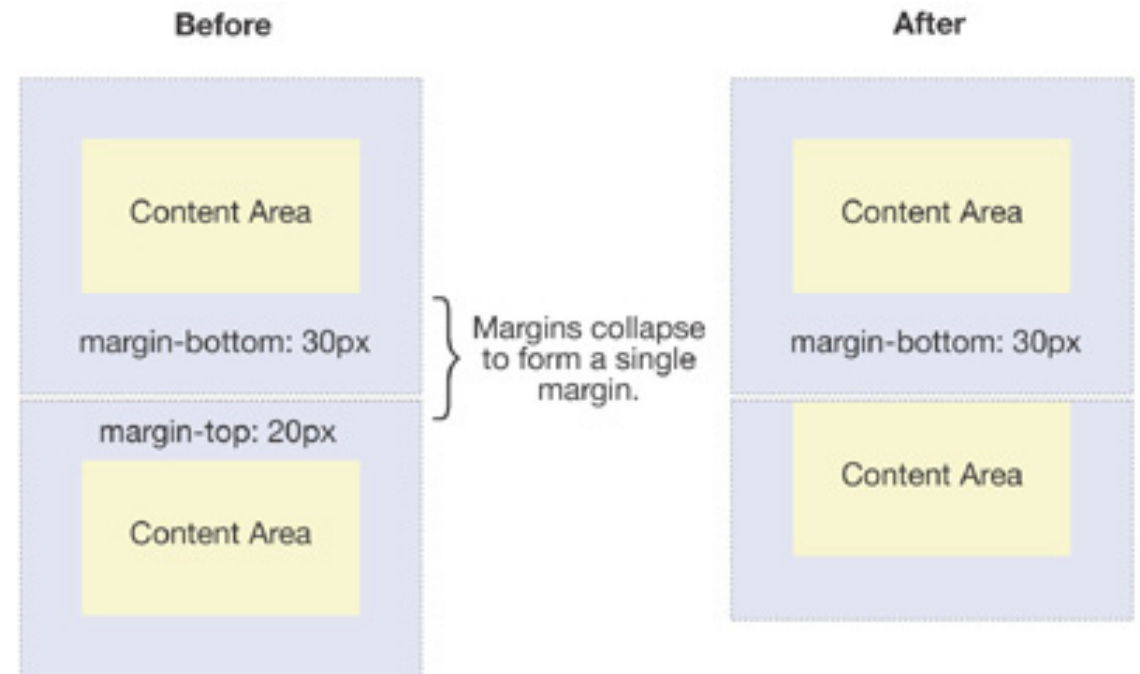 Before
After
Content Area
Content Area
margin-bottom: 30px
Margins collapse
to form a single
margin.
margin-bottom: 30px
margin-top: 20px
Content Area
Content Area